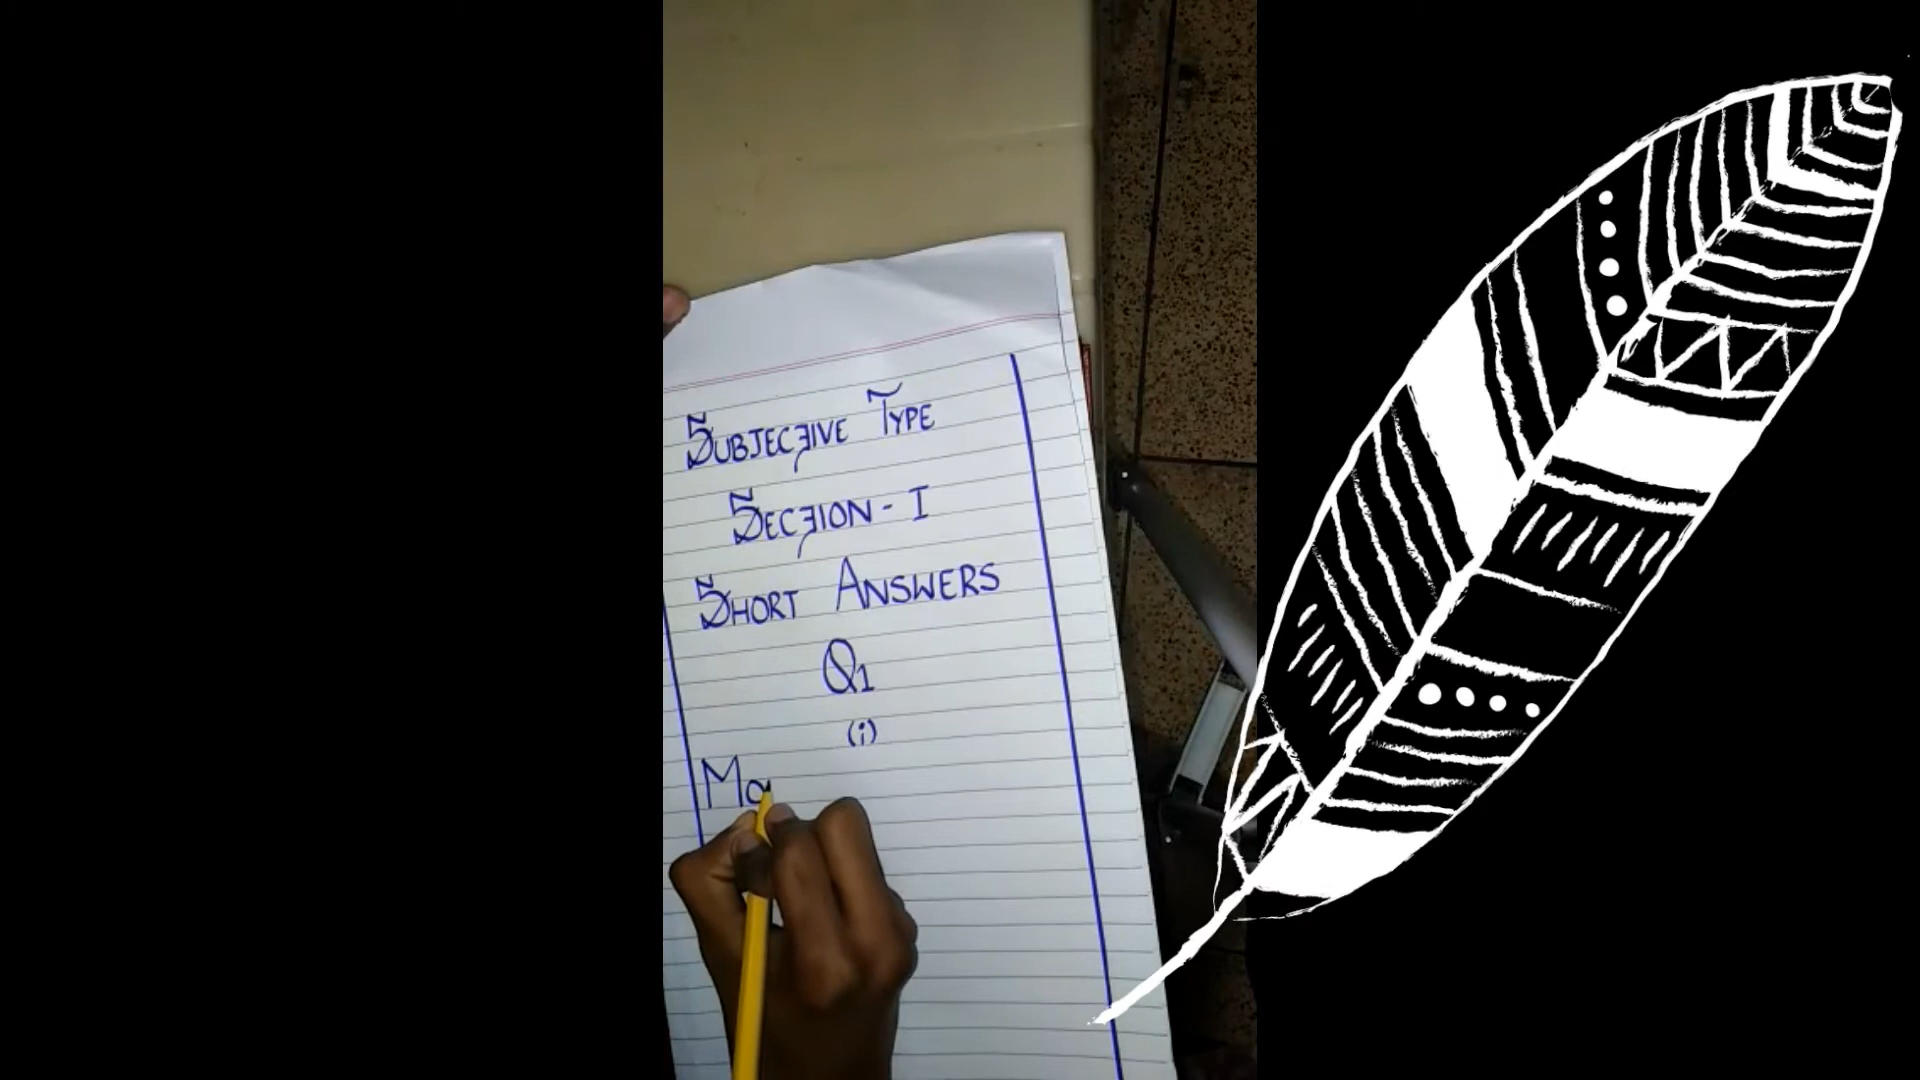 SUBJECTIVE TYPE
SECTION - I
SHORT ANSWERS
Q1
(i)
Ma